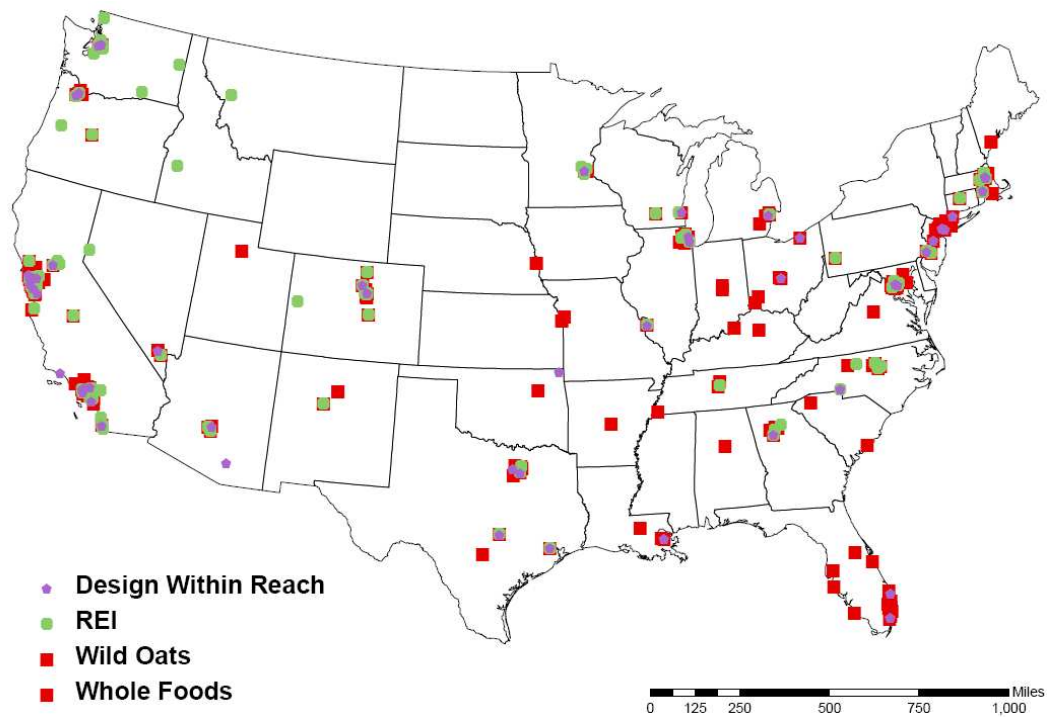 Design Within Reach
REI
Wild Oats
Whole Foods
Miles
0 125 250 500 750 1,000